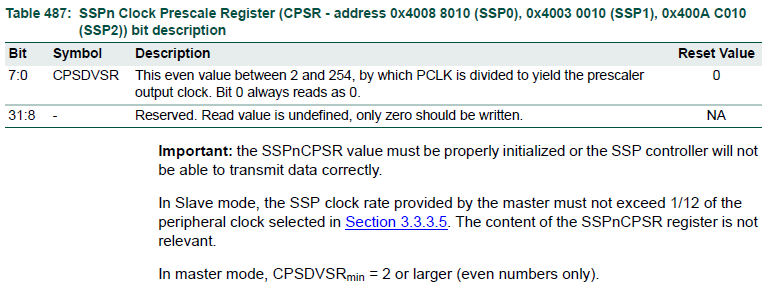 Table 487: SSPn Clock Prescale Register (CPSR - address 0x4008 8010 (SSP0), 0x4003 0010 (SSP1), 0x400A C010
(SSP2)) bit description
Bit Symbol Description Reset Value
7:0 CPSDVSR This even value between 2 and 254, by which PCLK is divided to yield the prescaler 0
output clock. Bit 0 always reads as 0.
31:8 - Reserved. Read value is undefined, only zero should be written. NA
Important: the SSPnCPSR value must be properly initialized or the SSP controller will not
be able to transmit data correctly.
In Slave mode, the SSP clock rate provided by the master must not exceed 1/12 of the
peripheral clock selected in Section 3.3.3.5. The content of the SSPnCPSR register is not
relevant.
In master mode, CPSDVSRmin = 2 or larger (even numbers only).